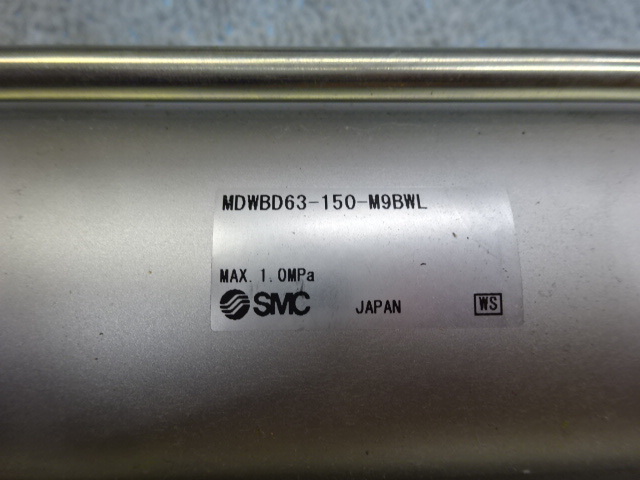 MDWBD63-150-M9BWL
MAX. 1.0MPa
SMC JAPAN WS